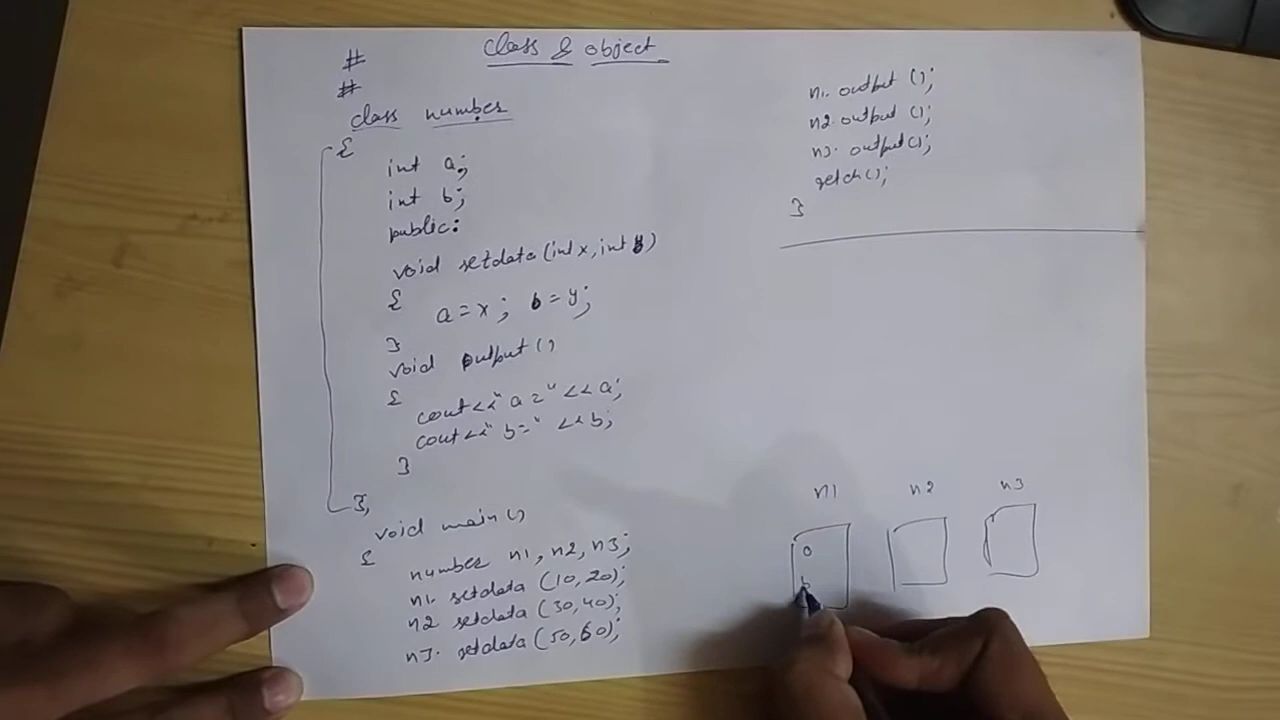 class & object
#
#
class number
{
int a;
int b;
public:
void setdata(int x, int y)
{ a = x; b = y;
}
void output()
{
cout<<"a="<<a;
cout<<"b="<<b;
}
};
void main()
{
number n1, n2, n3;
n1. setdata (10,20);
n2 setdata (30,40);
n3. setdata (50,60);
n1. output ();
n2. output ();
n3. output();
getch();
}
n1 n2 n3
a
b